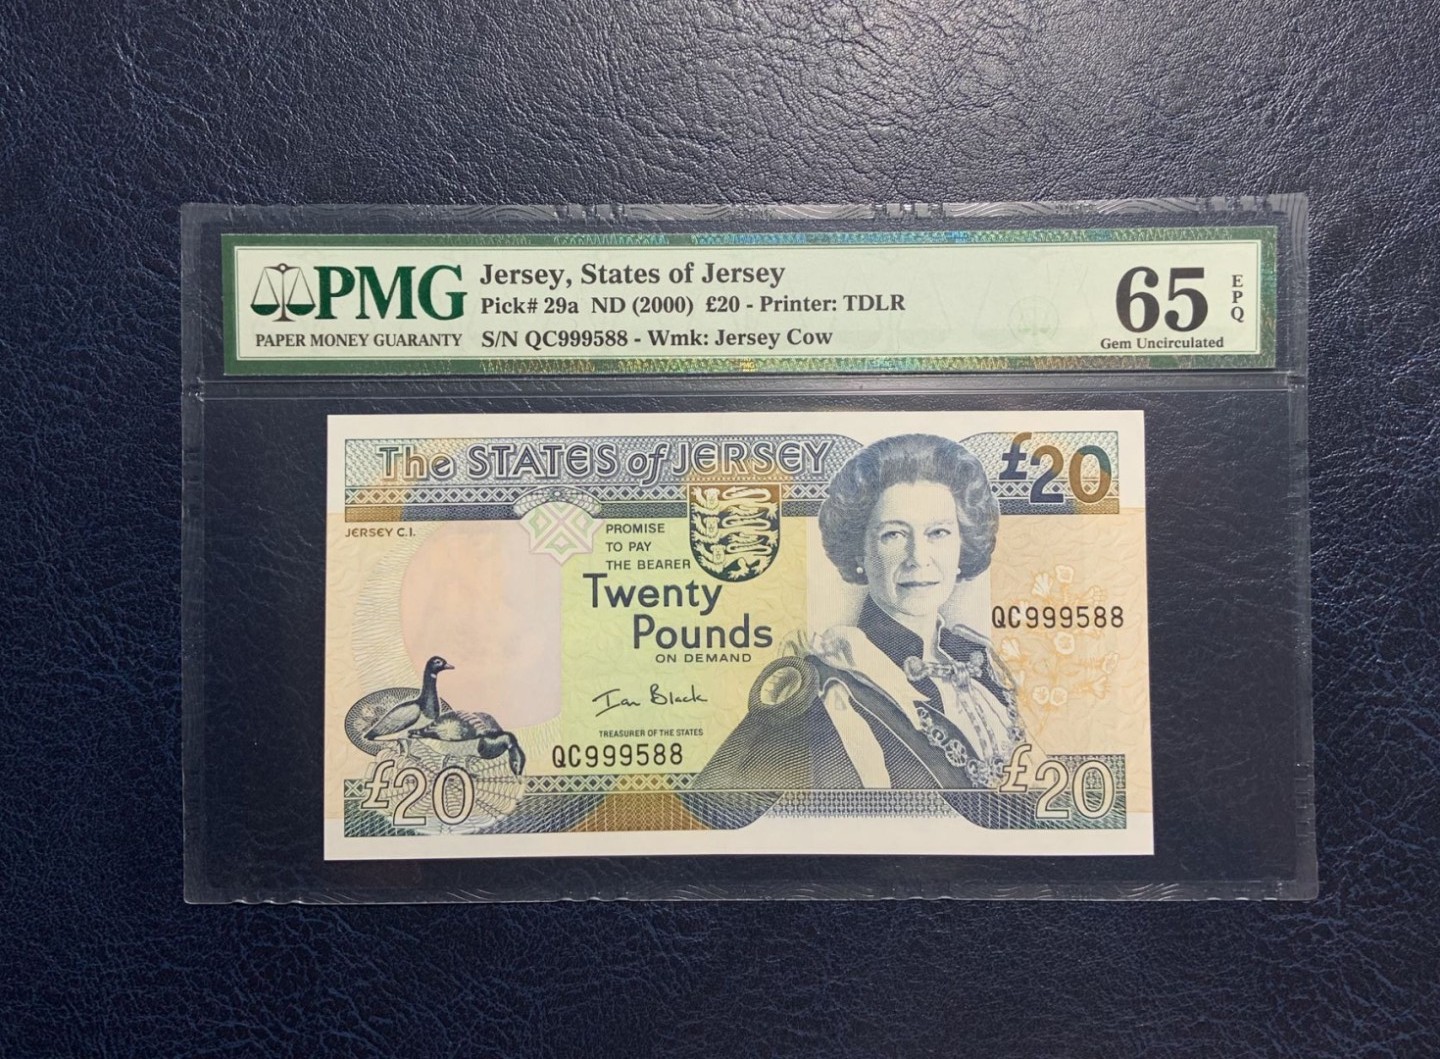 PMG
PAPER MONEY GUARANTY
Jersey, States of Jersey
Pick# 29a ND (2000) £20 - Printer: TDLR
S/N QC999588 - Wmk: Jersey Cow
65
EPQ
Gem Uncirculated
The STATES of JERSEY
£20
JERSEY C.I.
PROMISE
TO PAY
THE BEARER
Twenty
Pounds
ON DEMAND
QC999588
Ian Black
TREASURER OF THE STATES
QC999588
£20
£20